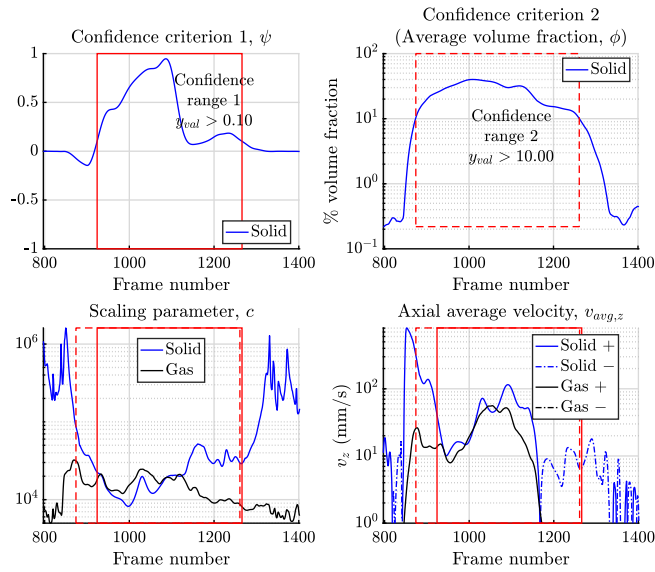 Confidence criterion 1, ψ
1
0.5
0
-0.5
-1
Confidence
range 1
y_val > 0.10
Solid
800 1000 1200 1400
Frame number
Confidence criterion 2
(Average volume fraction, ϕ)
% volume fraction
10^2
10^1
10^0
10^-1
Solid
Confidence
range 2
y_val > 10.00
800 1000 1200 1400
Frame number
Scaling parameter, c
10^6
10^4
Solid
Gas
800 1000 1200 1400
Frame number
Axial average velocity, v_avg,z
v_z (mm/s)
10^2
10^1
10^0
Solid +
Solid −
Gas +
Gas −
800 1000 1200 1400
Frame number